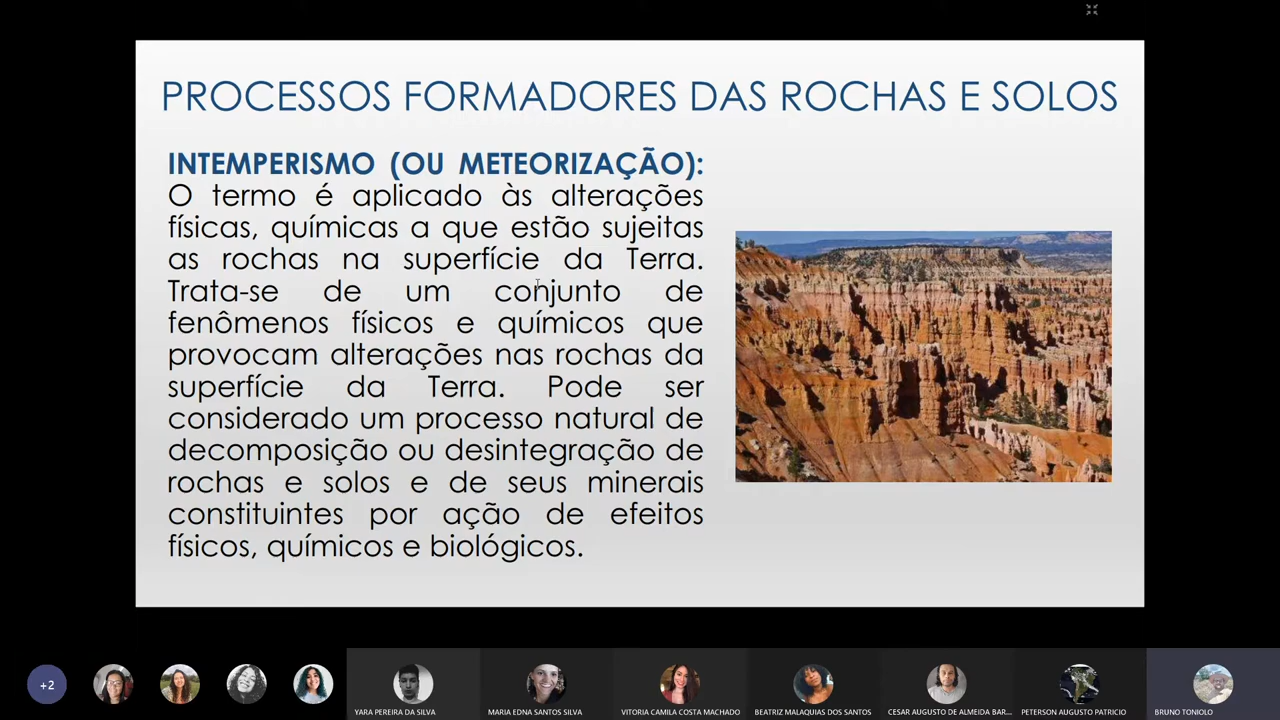 PROCESSOS FORMADORES DAS ROCHAS E SOLOS
INTEMPERISMO (OU METEORIZAÇÃO):
O termo é aplicado às alterações
físicas, químicas a que estão sujeitas
as rochas na superfície da Terra.
Trata-se de um conjunto de
fenômenos físicos e químicos que
provocam alterações nas rochas da
superfície da Terra. Pode ser
considerado um processo natural de
decomposição ou desintegração de
rochas e solos e de seus minerais
constituintes por ação de efeitos
físicos, químicos e biológicos.
+2
YARA PEREIRA DA SILVA
MARIA EDNA SANTOS SILVA
VITORIA CAMILA COSTA MACHADO
BEATRIZ MALAQUIAS DOS SANTOS
CESAR AUGUSTO DE ALMEIDA BAR...
PETERSON AUGUSTO PATRICIO
BRUNO TONIOLO